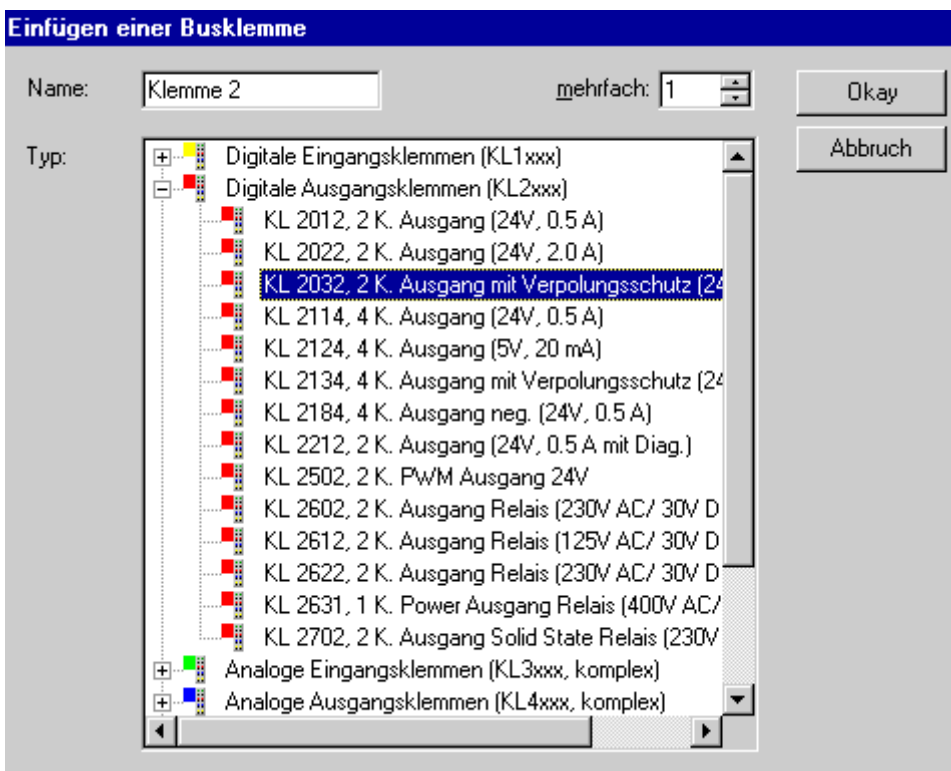 Einfügen einer Busklemme
Name: Klemme 2 mehrfach: 1 Okay
Abbruch
Typ:
Digitale Eingangsklemmen (KL1xxx)
Digitale Ausgangsklemmen (KL2xxx)
KL 2012, 2 K. Ausgang (24V, 0.5 A)
KL 2022, 2 K. Ausgang (24V, 2.0 A)
KL 2032, 2 K. Ausgang mit Verpolungsschutz (24
KL 2114, 4 K. Ausgang (24V, 0.5 A)
KL 2124, 4 K. Ausgang (5V, 20 mA)
KL 2134, 4 K. Ausgang mit Verpolungsschutz (24
KL 2184, 4 K. Ausgang neg. (24V, 0.5 A)
KL 2212, 2 K. Ausgang (24V, 0.5 A mit Diag.)
KL 2502, 2 K. PWM Ausgang 24V
KL 2602, 2 K. Ausgang Relais (230V AC/ 30V D
KL 2612, 2 K. Ausgang Relais (125V AC/ 30V D
KL 2622, 2 K. Ausgang Relais (230V AC/ 30V D
KL 2631, 1 K. Power Ausgang Relais (400V AC/
KL 2702, 2 K. Ausgang Solid State Relais (230V
Analoge Eingangsklemmen (KL3xxx, komplex)
Analoge Ausgangsklemmen (KL4xxx, komplex)